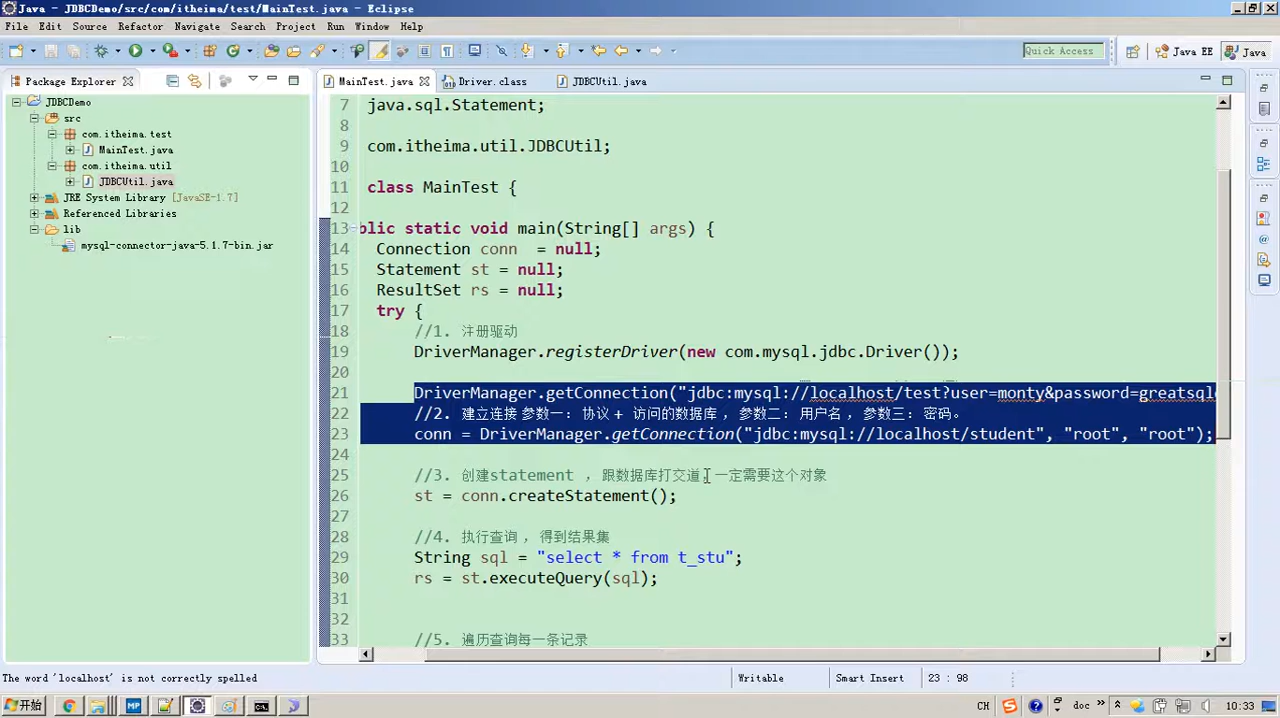 Java - JDBCDemo/src/com/itheima/test/MainTest.java - Eclipse
File Edit Source Refactor Navigate Search Project Run Window Help
Quick Access Java EE Java
Package Explorer
JDBCDemo
src
com.itheima.test
MainTest.java
com.itheima.util
JDBCUtil.java
JRE System Library [JavaSE-1.7]
Referenced Libraries
lib
mysql-connector-java-5.1.7-bin.jar
MainTest.java Driver.class JDBCUtil.java
7 java.sql.Statement;
8
9 com.itheima.util.JDBCUtil;
10
11 class MainTest {
12
13 blic static void main(String[] args) {
14 Connection conn = null;
15 Statement st = null;
16 ResultSet rs = null;
17 try {
18 //1. 注册驱动
19 DriverManager.registerDriver(new com.mysql.jdbc.Driver());
20
21 DriverManager.getConnection("jdbc:mysql://localhost/test?user=monty&password=greatsql
22 //2. 建立连接 参数一: 协议 + 访问的数据库 , 参数二: 用户名 , 参数三: 密码。
23 conn = DriverManager.getConnection("jdbc:mysql://localhost/student", "root", "root");
24
25 //3. 创建statement , 跟数据库打交道,一定需要这个对象
26 st = conn.createStatement();
27
28 //4. 执行查询 , 得到结果集
29 String sql = "select * from t_stu";
30 rs = st.executeQuery(sql);
31
32
33 //5. 遍历查询每一条记录
The word 'localhost' is not correctly spelled Writable Smart Insert 23 : 98
开始 CH doc 10:33